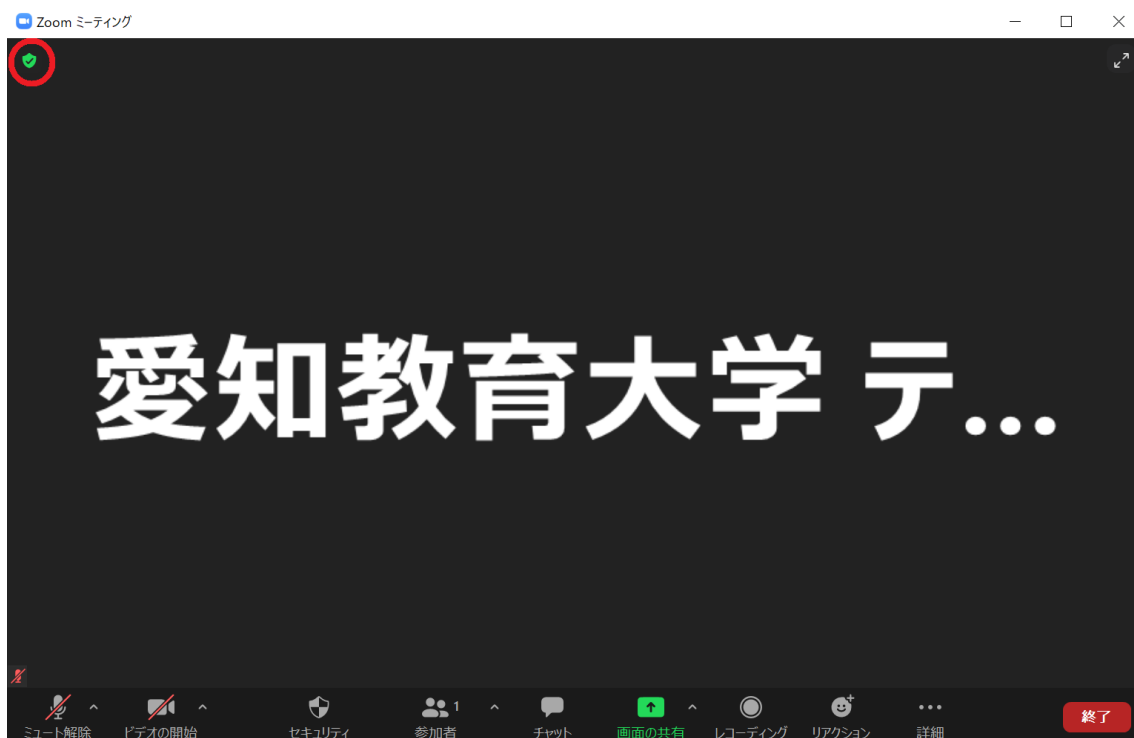 Zoom ミーティング
愛知教育大学 テ...
1
ミュート解除 ビデオの開始 セキュリティ 参加者 チャット 画面の共有 レコーディング リアクション 詳細 終了